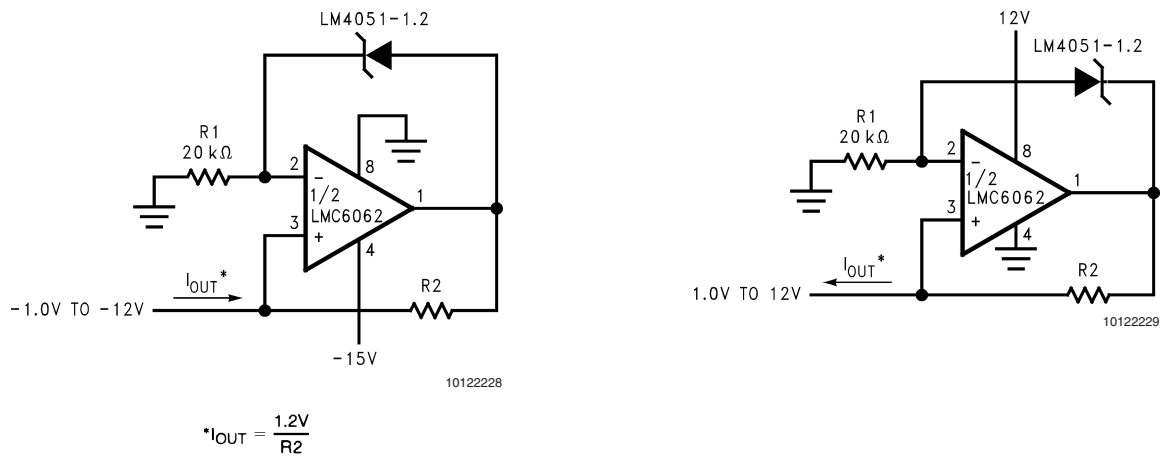 LM4051-1.2
R1
20 kΩ
2
8
−
1/2
LMC6062
1
3
+
4
IOUT*
R2
-1.0V TO -12V
-15V
10122228
*IOUT = 1.2V
R2
12V
LM4051-1.2
R1
20 kΩ
2
8
−
1/2
LMC6062
1
3
+
4
IOUT*
R2
1.0V TO 12V
10122229